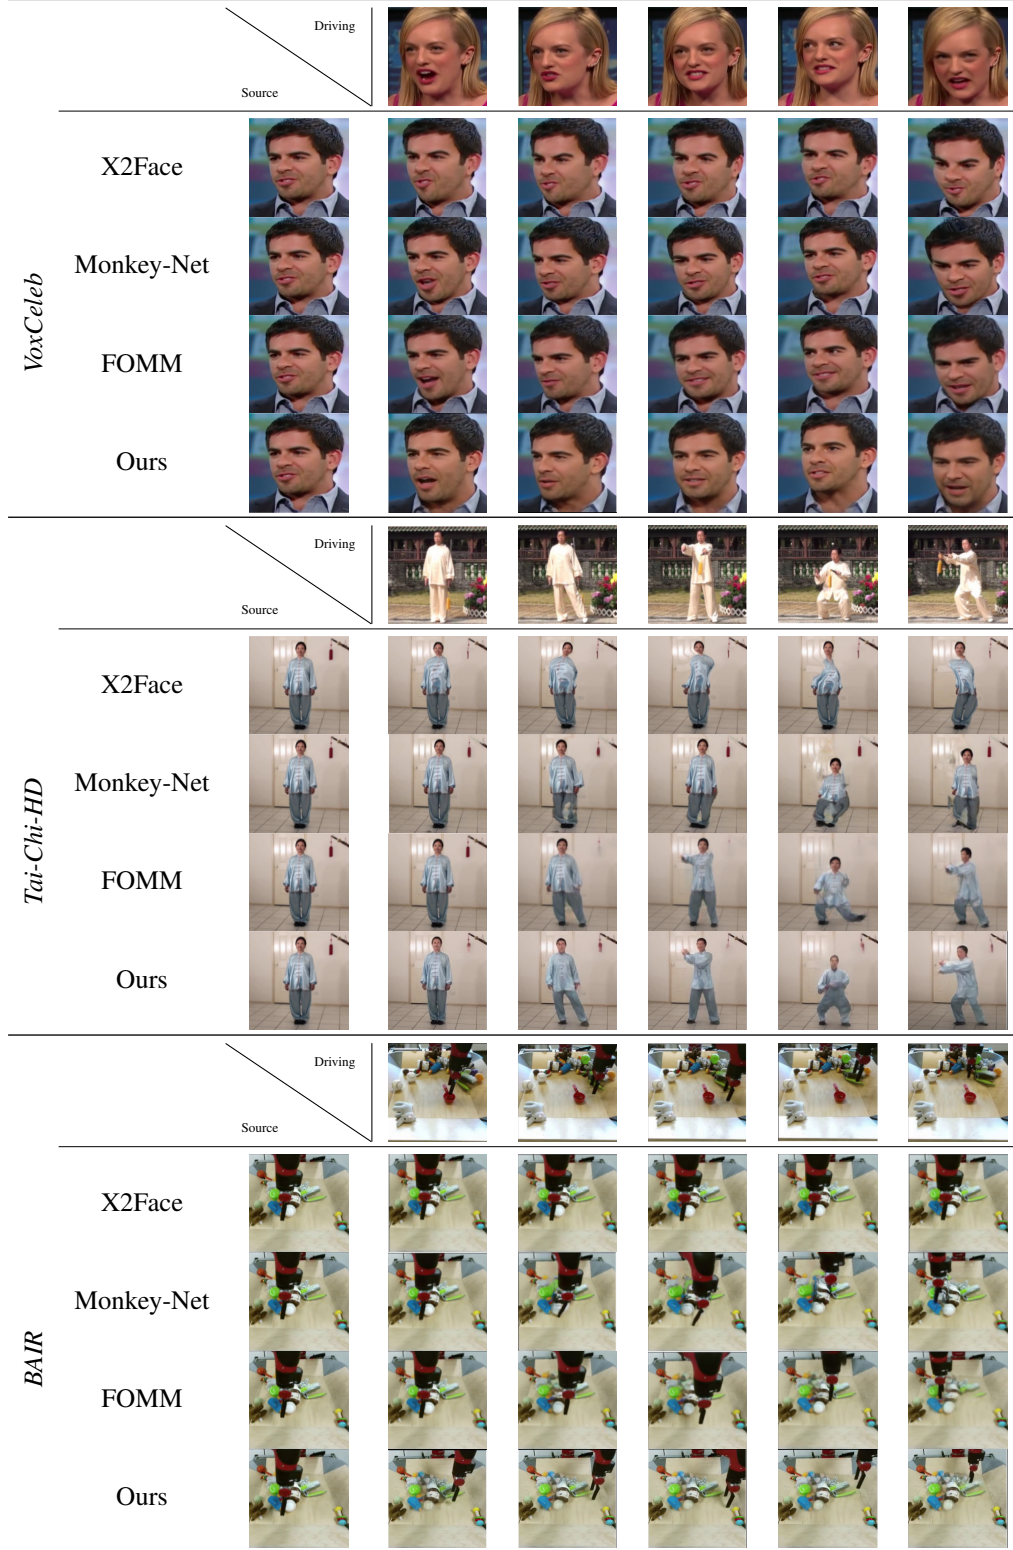 Driving
Source
VoxCeleb
X2Face
Monkey-Net
FOMM
Ours
Driving
Source
Tai-Chi-HD
X2Face
Monkey-Net
FOMM
Ours
Driving
Source
BAIR
X2Face
Monkey-Net
FOMM
Ours